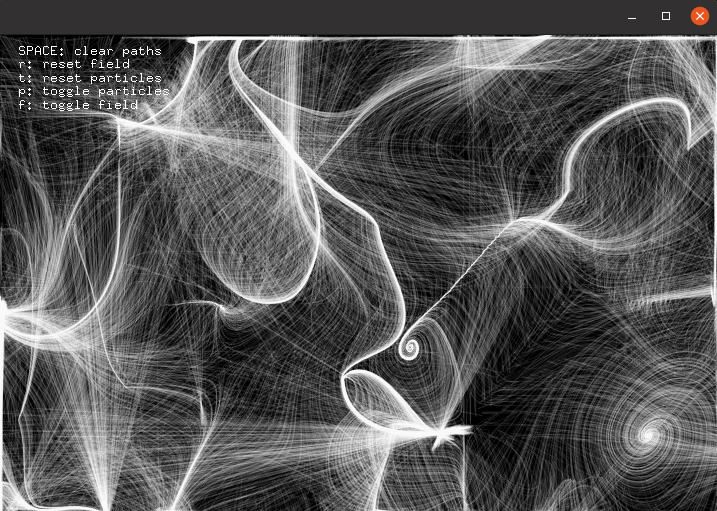 SPACE: clear paths
r: reset field
t: reset particles
p: toggle particles
f: toggle field